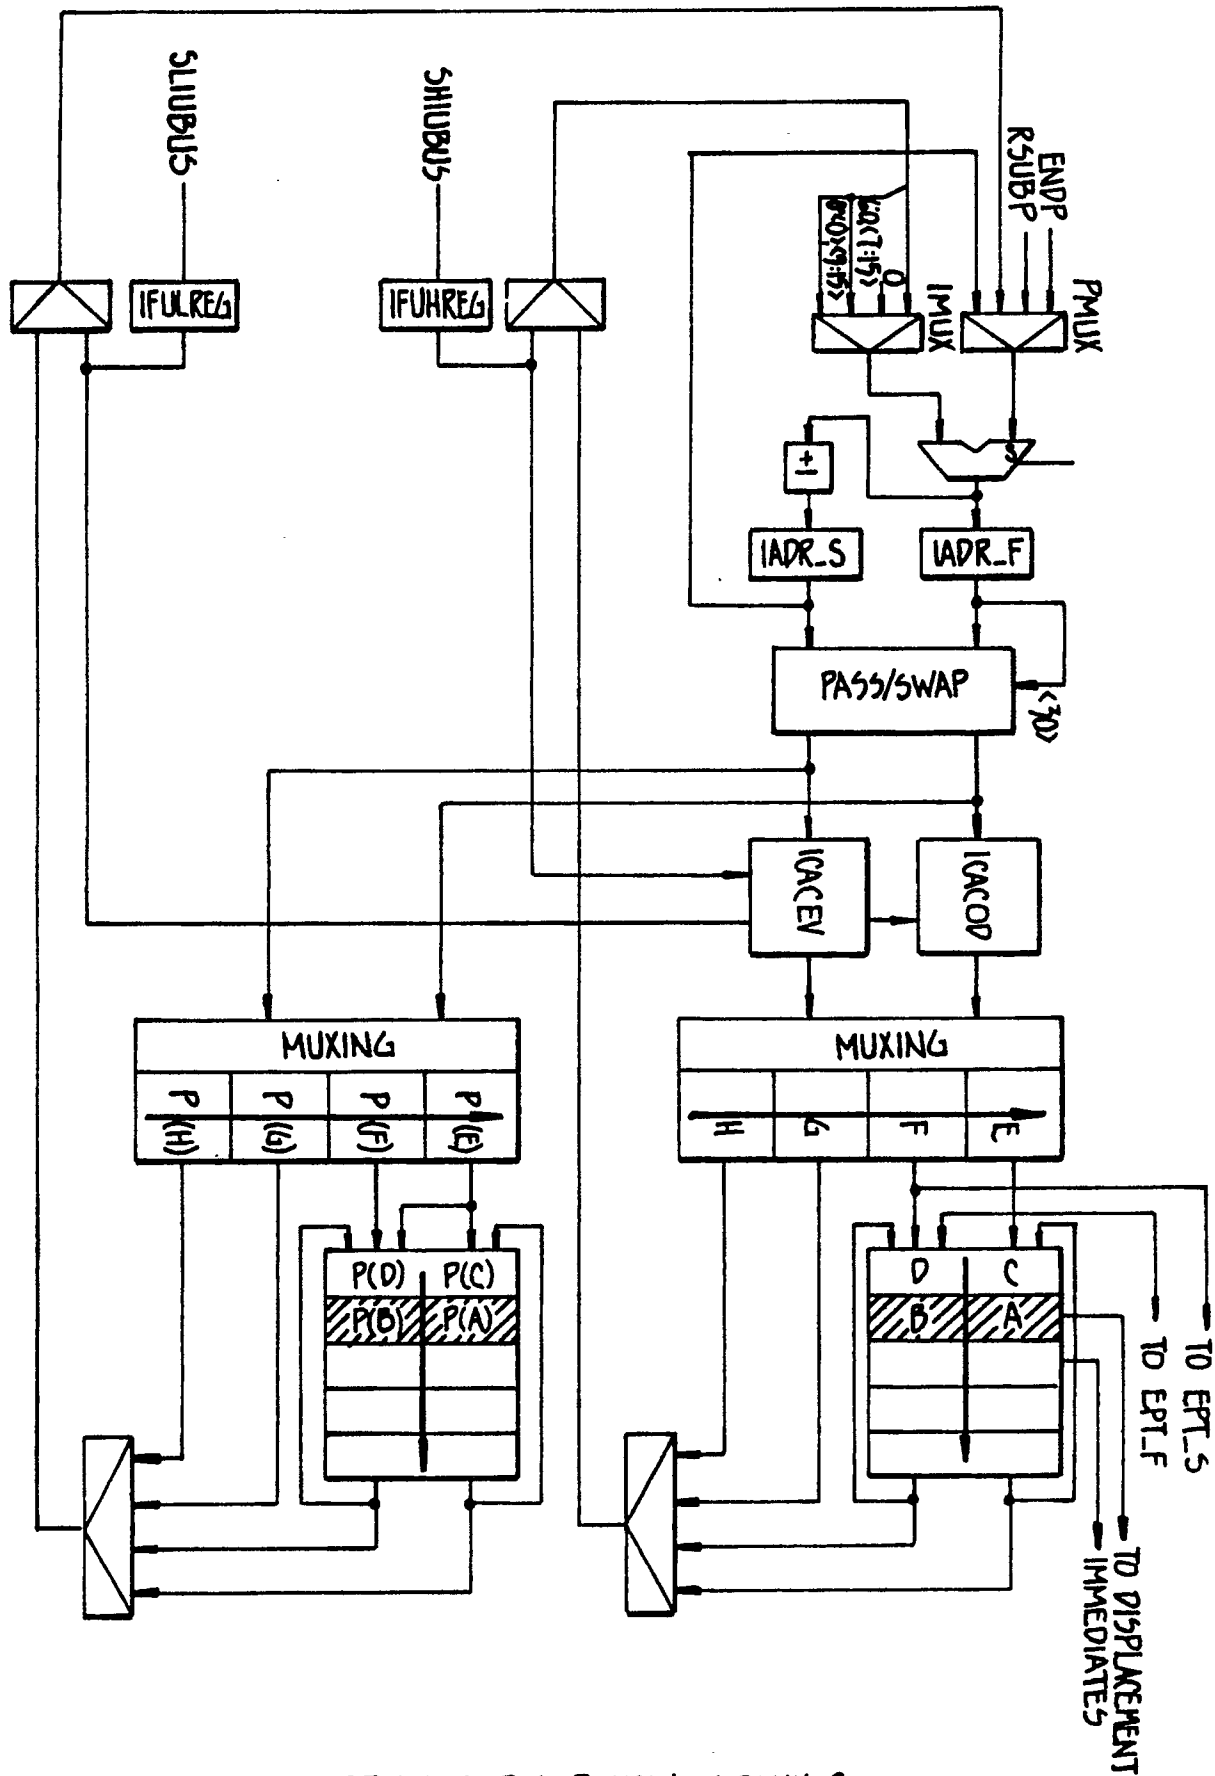 SLIUBUS
SHIUBUS
ENDP
RSUBP
IFULREG
IFUHREG
0
IMUX
PMUX
+
IADR_S
IADR_F
PASS/SWAP
<30>
ICACEV
ICACOD
MUXING
P(H)
P(G)
P(F)
P(E)
MUXING
H
G
F
E
P(D)
P(C)
P(B)
P(A)
D
C
B
A
TO EPT_S
TO EPT_F
TO DISPLACEMENT
IMMEDIATES